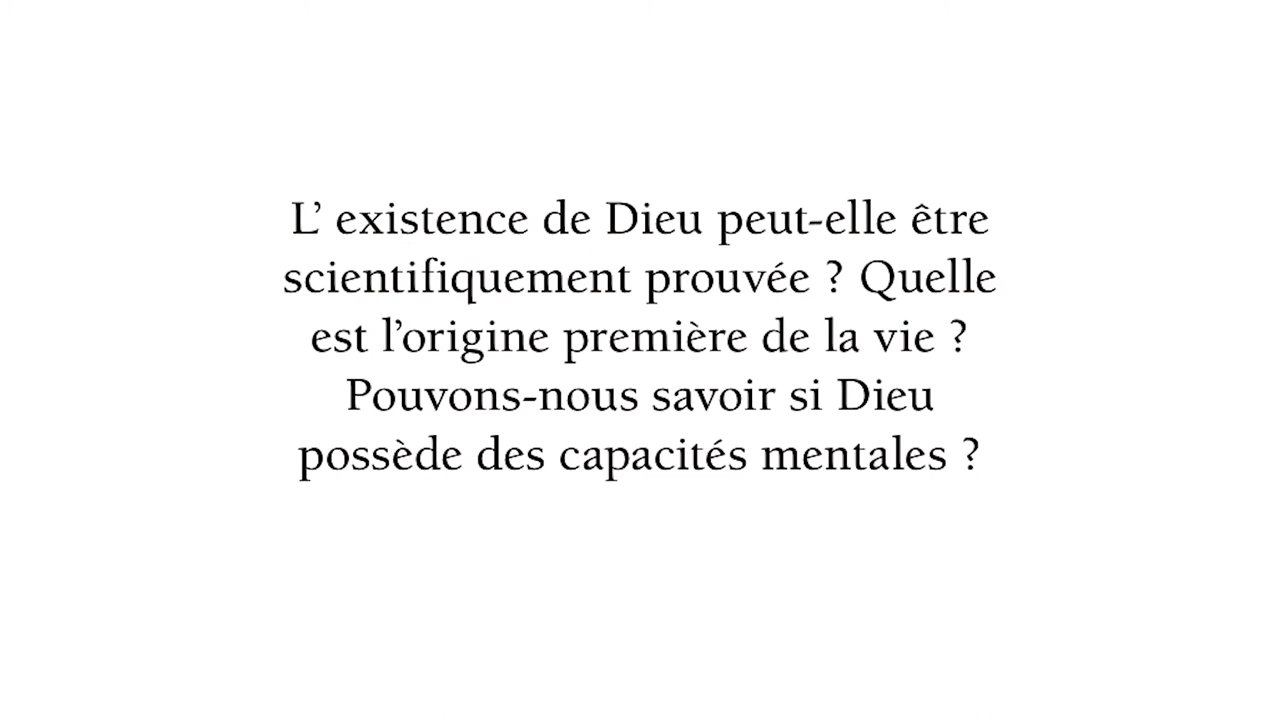 L’ existence de Dieu peut-elle être
scientifiquement prouvée ? Quelle
est l’origine première de la vie ?
Pouvons-nous savoir si Dieu
possède des capacités mentales ?